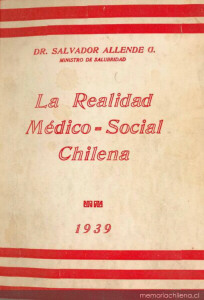 DR. SALVADOR ALLENDE G.
MINISTRO DE SALUBRIDAD
La Realidad
Médico - Social
Chilena
1939
memoriachilena.cl